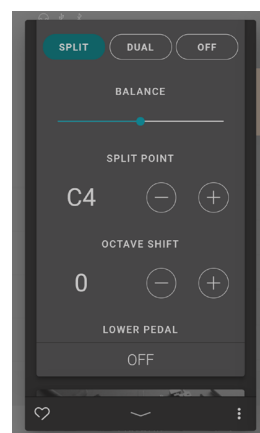 SPLIT DUAL OFF
BALANCE
SPLIT POINT
C4
OCTAVE SHIFT
0
LOWER PEDAL
OFF